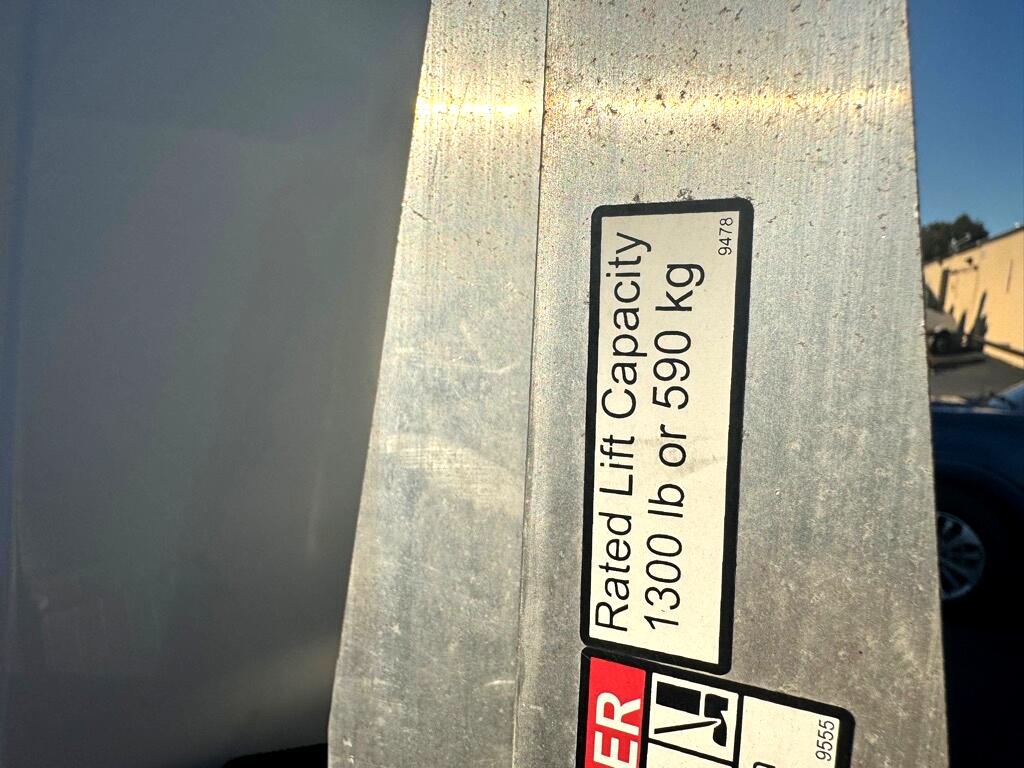 Rated Lift Capacity
1300 lb or 590 kg
9478
ER
9555